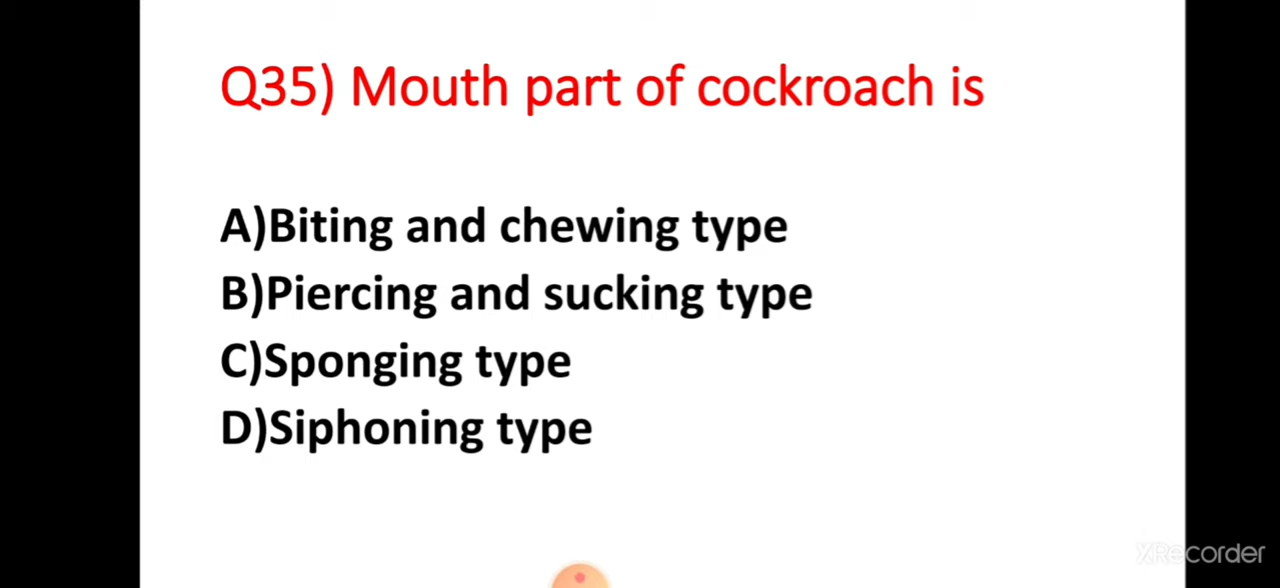 Q35) Mouth part of cockroach is
A)Biting and chewing type
B)Piercing and sucking type
C)Sponging type
D)Siphoning type
XRecorder